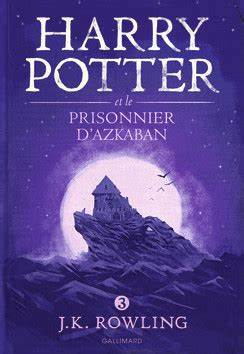 HARRY
POTTER
et le
PRISONNIER
D'AZKABAN
3
J.K. ROWLING
GALLIMARD